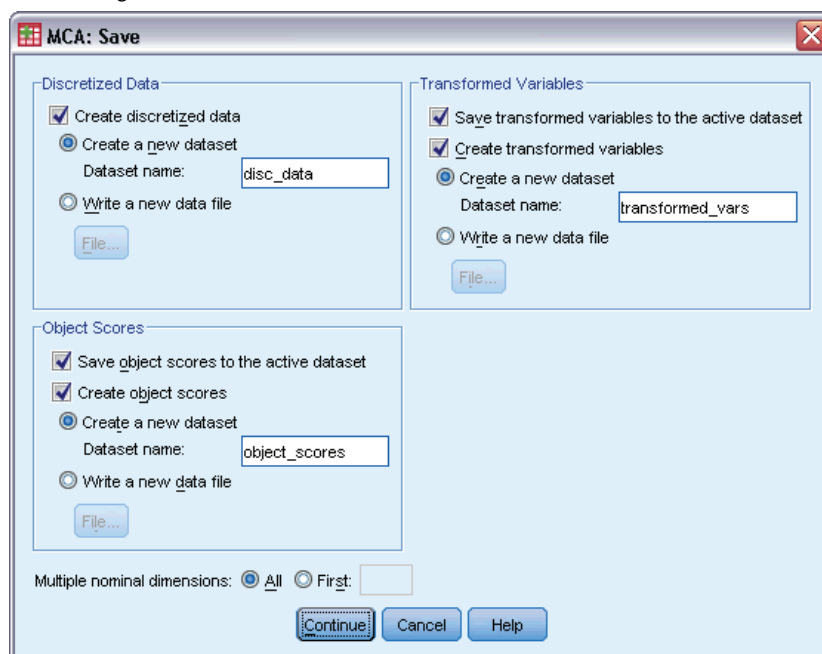 MCA: Save
Discretized Data
Create discretized data
Create a new dataset
Dataset name: disc_data
Write a new data file
File...
Transformed Variables
Save transformed variables to the active dataset
Create transformed variables
Create a new dataset
Dataset name: transformed_vars
Write a new data file
File...
Object Scores
Save object scores to the active dataset
Create object scores
Create a new dataset
Dataset name: object_scores
Write a new data file
File...
Multiple nominal dimensions: All First:
Continue Cancel Help